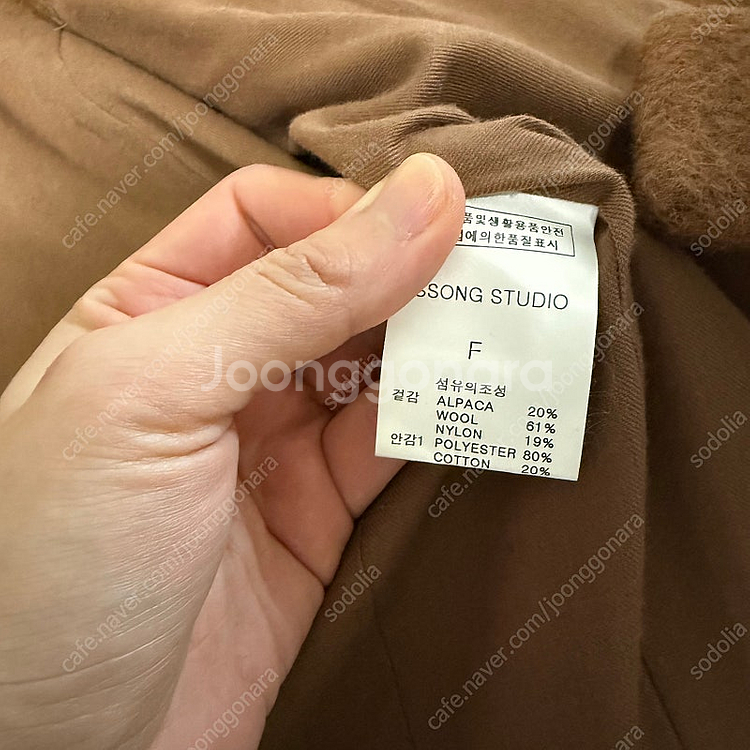 품및생활용품안전
에의한품질표시
SSONG STUDIO
F
섬유의조성
겉감 ALPACA 20%
WOOL 61%
NYLON 19%
안감1 POLYESTER 80%
COTTON 20%
Joonggonara
cafe.naver.com/joonggonara
sodolia